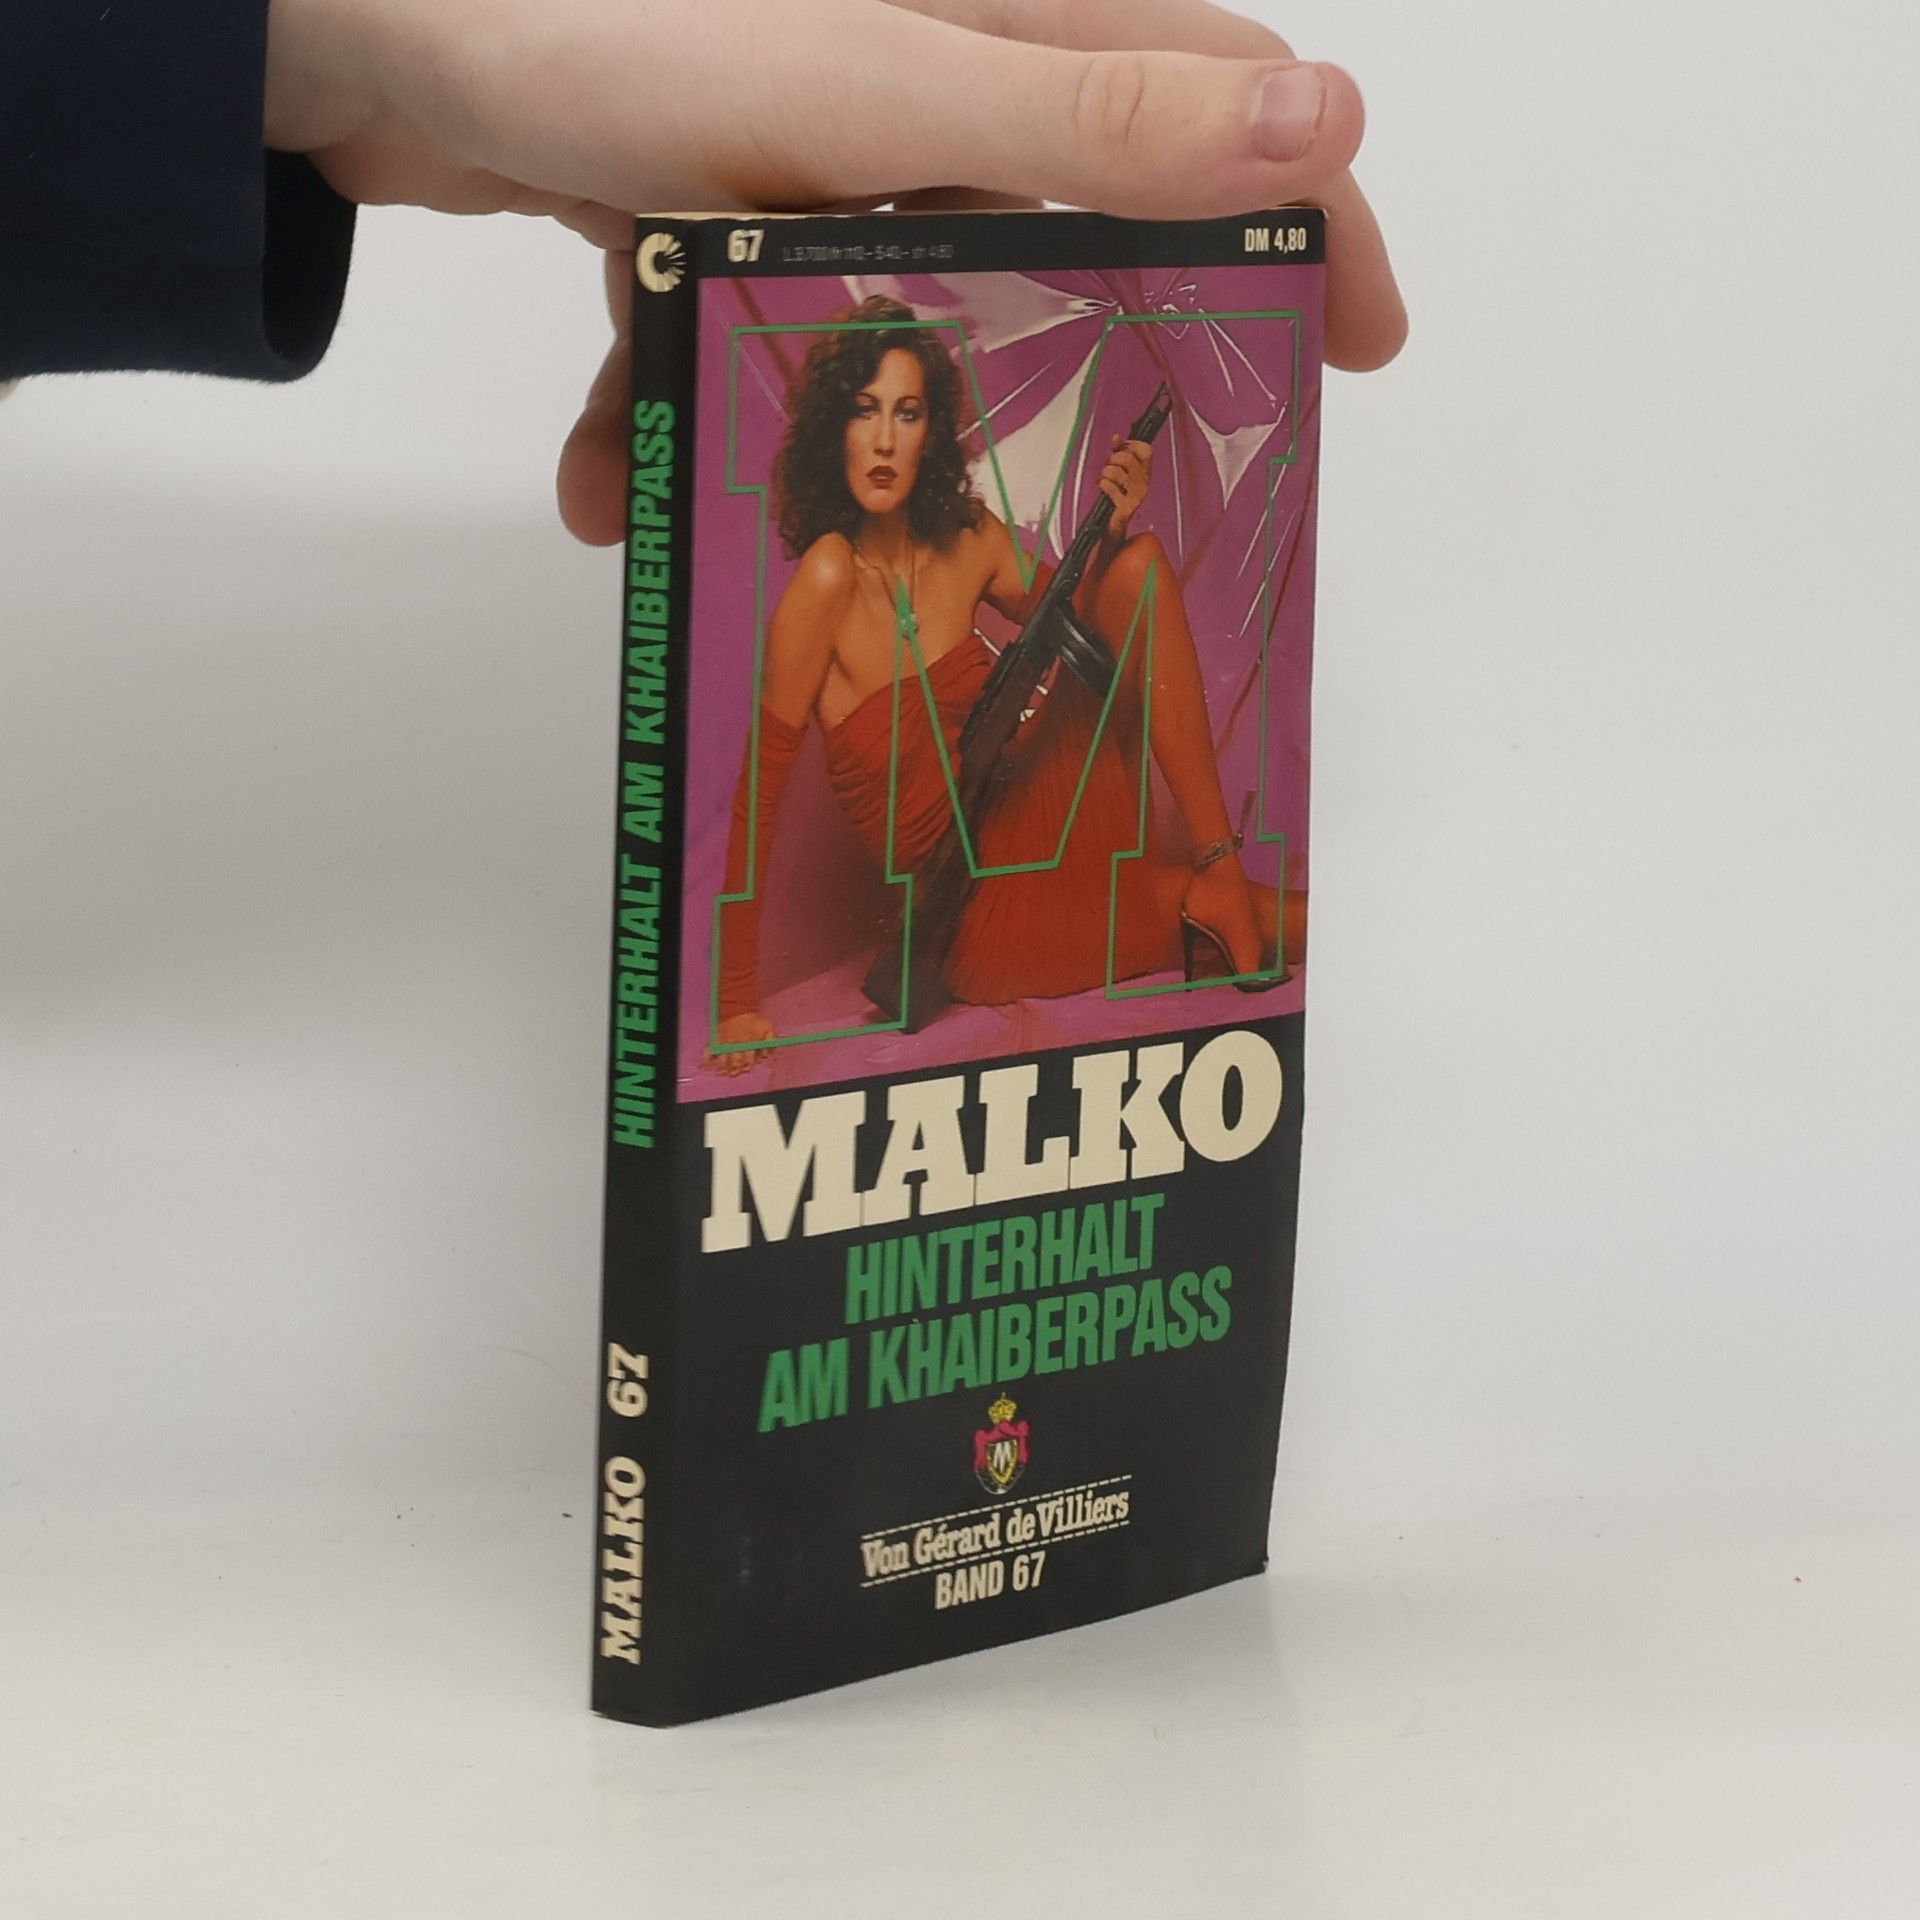 67
DM 4,80
MALKO
HINTERHALT
AM KHAIBERPASS
Von Gérard de Villiers
BAND 67
HINTERHALT AM KHAIBERPASS
MALKO 67